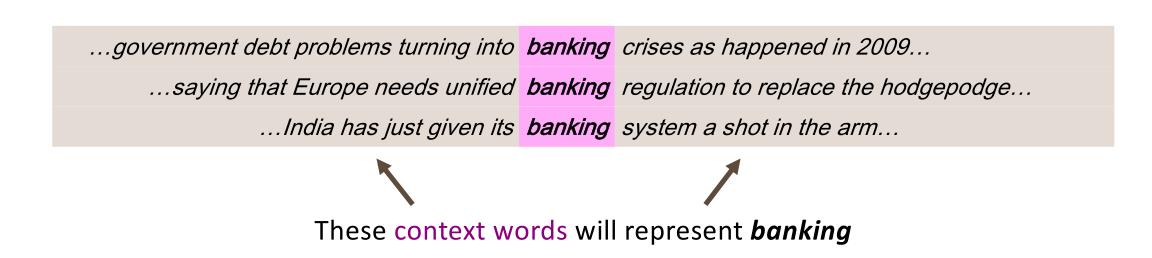 …government debt problems turning into banking crises as happened in 2009…
…saying that Europe needs unified banking regulation to replace the hodgepodge…
…India has just given its banking system a shot in the arm…
These context words will represent banking